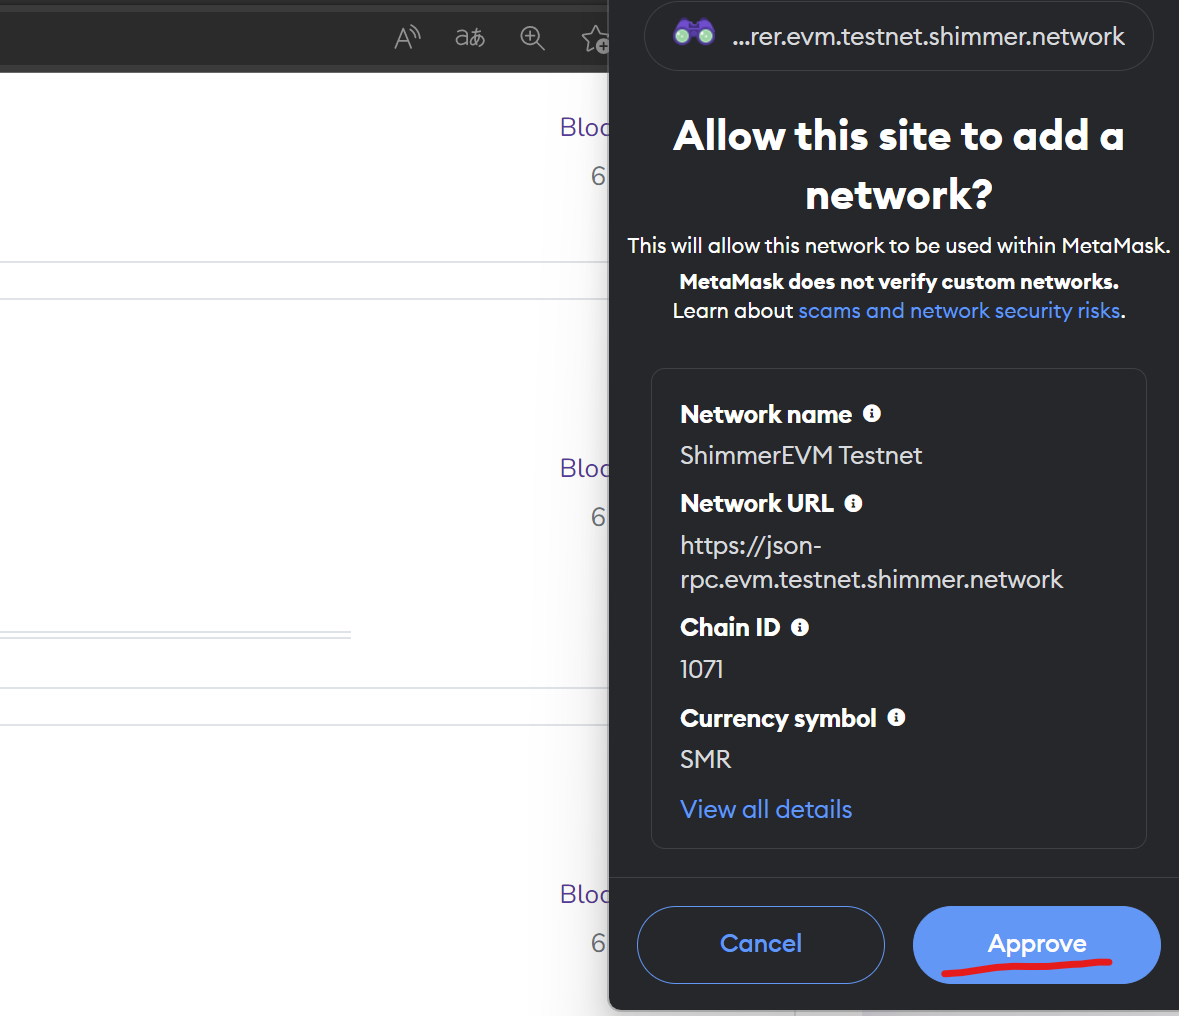 aあ
...rer.evm.testnet.shimmer.network
Allow this site to add a
network?
This will allow this network to be used within MetaMask.
MetaMask does not verify custom networks.
Learn about scams and network security risks.
Network name
ShimmerEVM Testnet
Network URL
https://json-
rpc.evm.testnet.shimmer.network
Chain ID
1071
Currency symbol
SMR
View all details
Cancel
Approve
Bloc
6
Bloc
6
Bloc
6